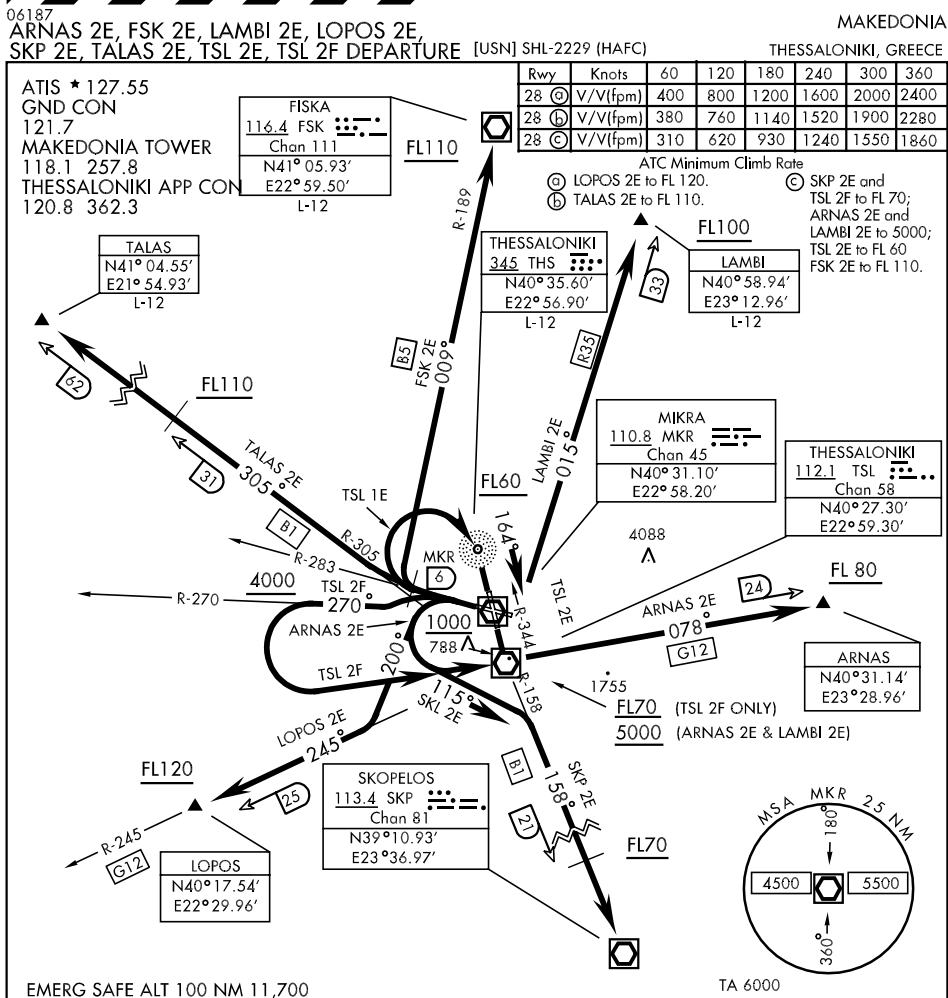 06187
ARNAS 2E, FSK 2E, LAMBI 2E, LOPOS 2E,
SKP 2E, TALAS 2E, TSL 2E, TSL 2F DEPARTURE [USN] SHL-2229 (HAFC)
MAKEDONIA
THESSALONIKI, GREECE
ATIS ★ 127.55
GND CON
121.7
MAKEDONIA TOWER
118.1 257.8
THESSALONIKI APP CON
120.8 362.3
Rwy Knots 60 120 180 240 300 360
28 ⓐ V/V(fpm) 400 800 1200 1600 2000 2400
28 ⓑ V/V(fpm) 380 760 1140 1520 1900 2280
28 ⓒ V/V(fpm) 310 620 930 1240 1550 1860
ATC Minimum Climb Rate
ⓐ LOPOS 2E to FL 120.
ⓑ TALAS 2E to FL 110.
ⓒ SKP 2E and
TSL 2F to FL 70;
ARNAS 2E and
LAMBI 2E to 5000;
TSL 2E to FL 60
FSK 2E to FL 110.
FISKA
116.4 FSK
Chan 111
N41° 05.93'
E22° 59.50'
L-12
FL110
R-189
TALAS
N41° 04.55'
E21° 54.93'
L-12
62
FL110
31
TALAS 2E
305°
B1
R-305
THESSALONIKI
345 THS
N40° 35.60'
E22° 56.90'
L-12
FL100
LAMBI
N40° 58.94'
E23° 12.96'
L-12
33
R35
LAMBI 2E
015°
B5
FSK 2E
009°
MIKRA
110.8 MKR
Chan 45
N40° 31.10'
E22° 58.20'
THESSALONIKI
112.1 TSL
Chan 58
N40° 27.30'
E22° 59.30'
TSL 1E
FL60
164°
4088
MKR
6
R-283
R-270
4000
TSL 2F
270°
ARNAS 2E
200°
1000
788
R-344
TSL 2E
ARNAS 2E
078°
G12
24
FL 80
ARNAS
N40° 31.14'
E23° 28.96'
TSL 2F
115°
SKL 2E
R-158
1755
FL70 (TSL 2F ONLY)
5000 (ARNAS 2E & LAMBI 2E)
LOPOS 2E
245°
FL120
25
R-245
G12
LOPOS
N40° 17.54'
E22° 29.96'
SKOPELOS
113.4 SKP
Chan 81
N39° 10.93'
E23° 36.97'
B1
SKP 2E
158°
21
FL70
MSA MKR 25 NM
180°
4500
5500
360°
TA 6000
EMERG SAFE ALT 100 NM 11,700